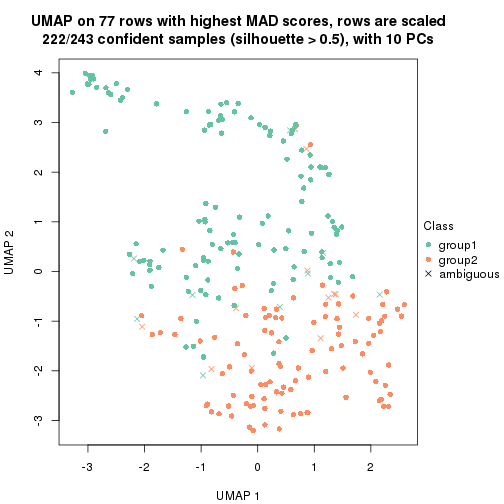 UMAP on 77 rows with highest MAD scores, rows are scaled
222/243 confident samples (silhouette > 0.5), with 10 PCs
4
3
2
1
0
-1
-2
-3
UMAP 2
-3
-2
-1
0
1
2
UMAP 1
Class
group1
group2
ambiguous